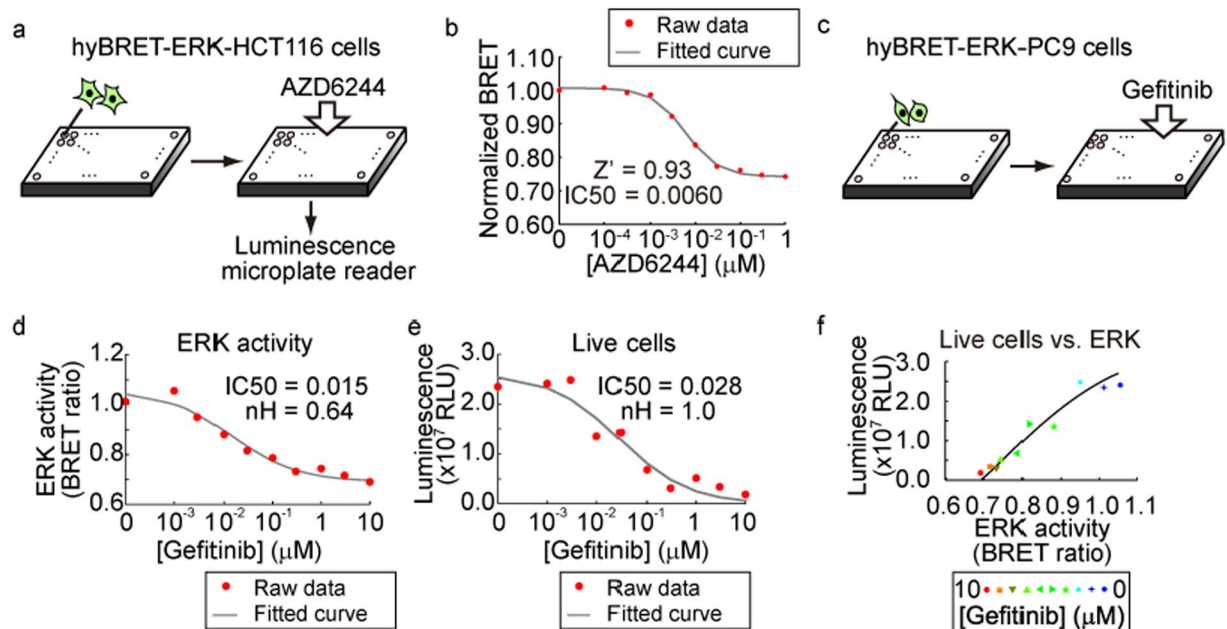 a
hyBRET-ERK-HCT116 cells
AZD6244
Luminescence
microplate reader
b
Raw data
Fitted curve
Normalized BRET
1.10
1.00
0.90
0.80
0.70
0.60
Z' = 0.93
IC50 = 0.0060
0 10⁻⁴ 10⁻³ 10⁻² 10⁻¹ 1
[AZD6244] (μM)
c
hyBRET-ERK-PC9 cells
Gefitinib
d
ERK activity
ERK activity
(BRET ratio)
1.2
1.0
0.8
0.6
IC50 = 0.015
nH = 0.64
0 10⁻³ 10⁻² 10⁻¹ 1 10
[Gefitinib] (μM)
Raw data
Fitted curve
e
Live cells
Luminescence
(x10⁷ RLU)
3.0
2.0
1.0
0.0
IC50 = 0.028
nH = 1.0
0 10⁻³ 10⁻² 10⁻¹ 1 10
[Gefitinib] (μM)
Raw data
Fitted curve
f
Live cells vs. ERK
Luminescence
(x10⁷ RLU)
3.0
2.0
1.0
0.0
0.6 0.7 0.8 0.9 1.0 1.1
ERK activity
(BRET ratio)
10 0
[Gefitinib] (μM)